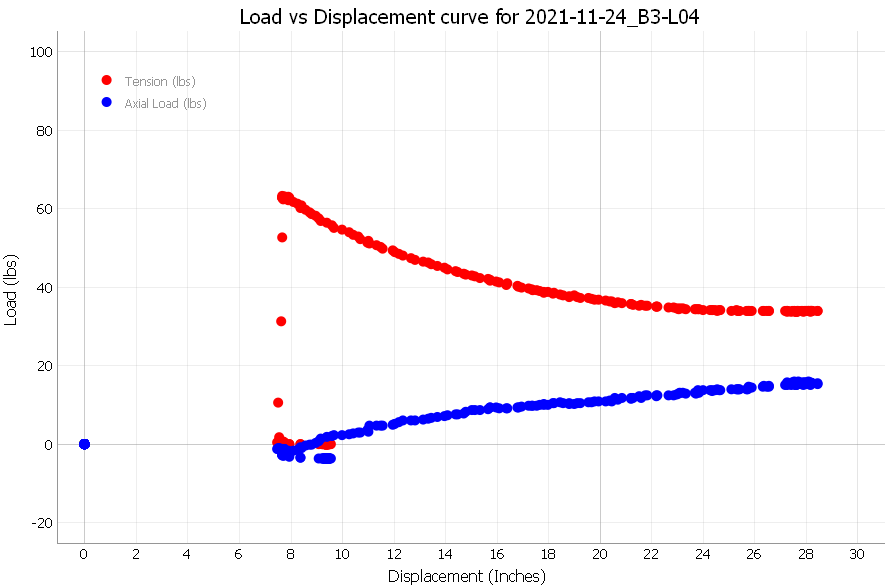 Load vs Displacement curve for 2021-11-24_B3-L04
100
Tension (lbs)
Axial Load (lbs)
80
60
Load (lbs)
40
20
0
-20
0 2 4 6 8 10 12 14 16 18 20 22 24 26 28 30
Displacement (Inches)